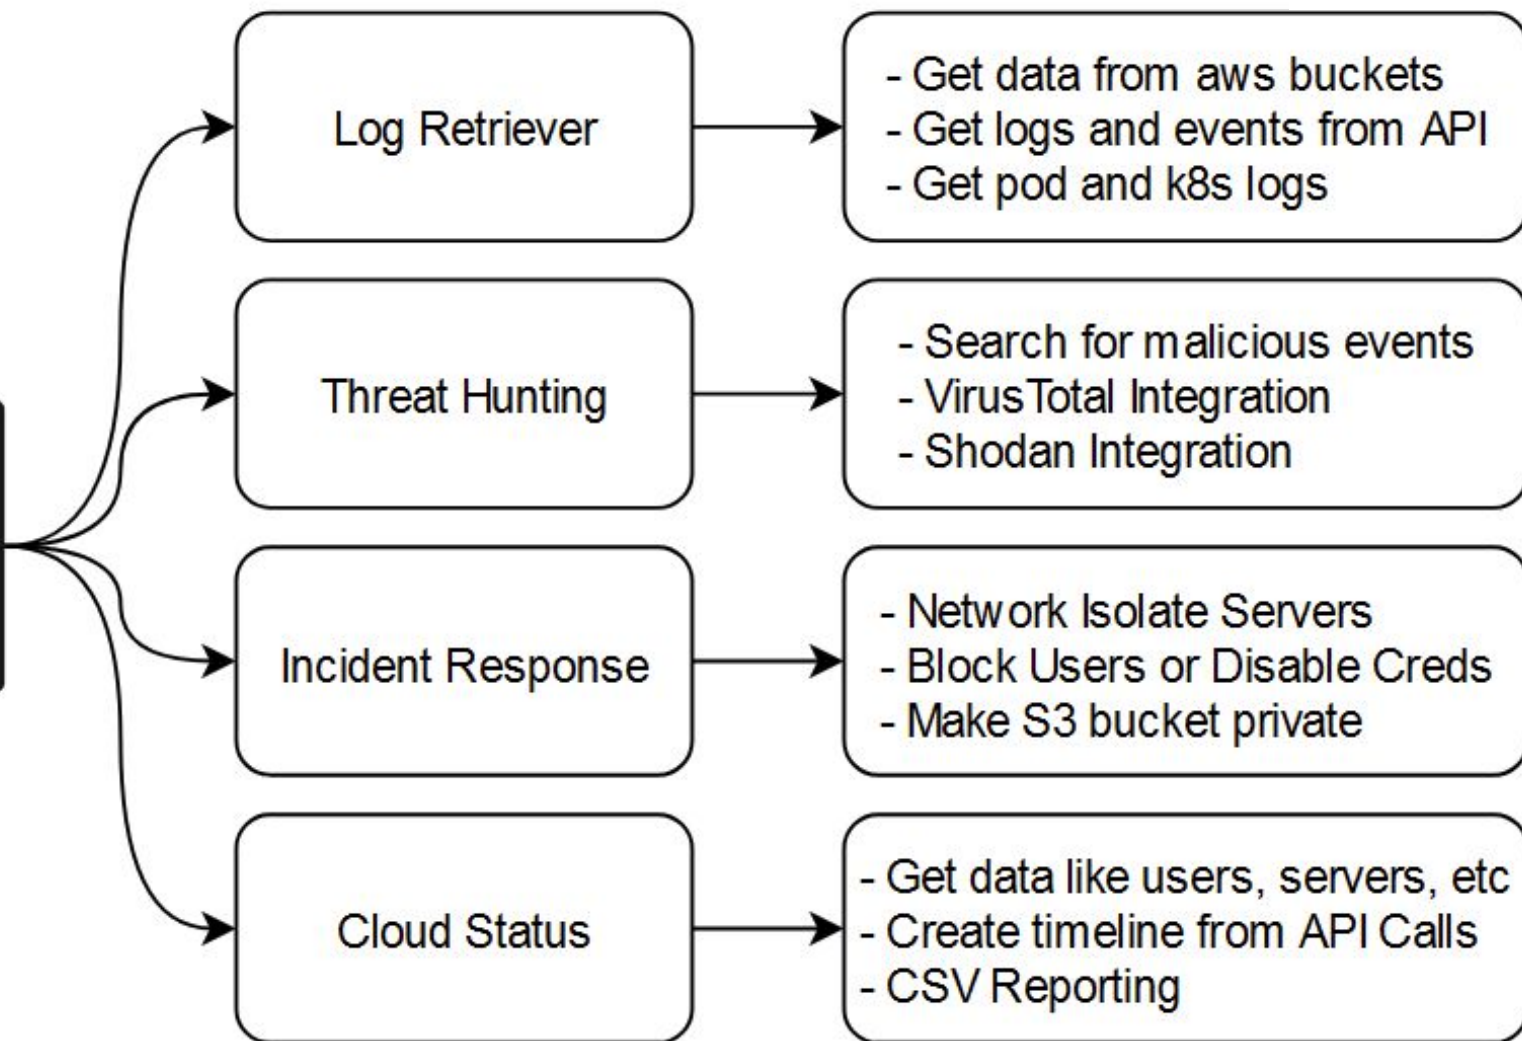 Log Retriever
- Get data from aws buckets
- Get logs and events from API
- Get pod and k8s logs
Threat Hunting
- Search for malicious events
- VirusTotal Integration
- Shodan Integration
Incident Response
- Network Isolate Servers
- Block Users or Disable Creds
- Make S3 bucket private
Cloud Status
- Get data like users, servers, etc
- Create timeline from API Calls
- CSV Reporting